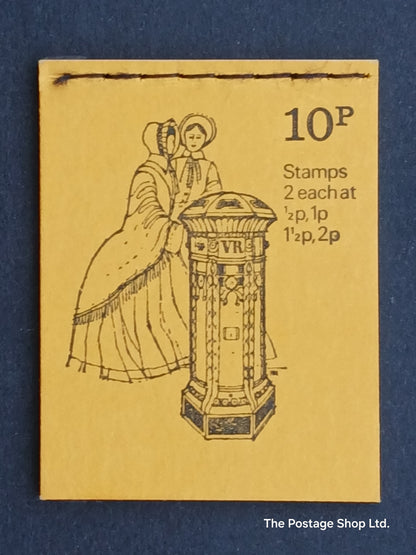 10P
Stamps
2 each at
½p, 1p
1½p, 2p
VR
The Postage Shop Ltd.